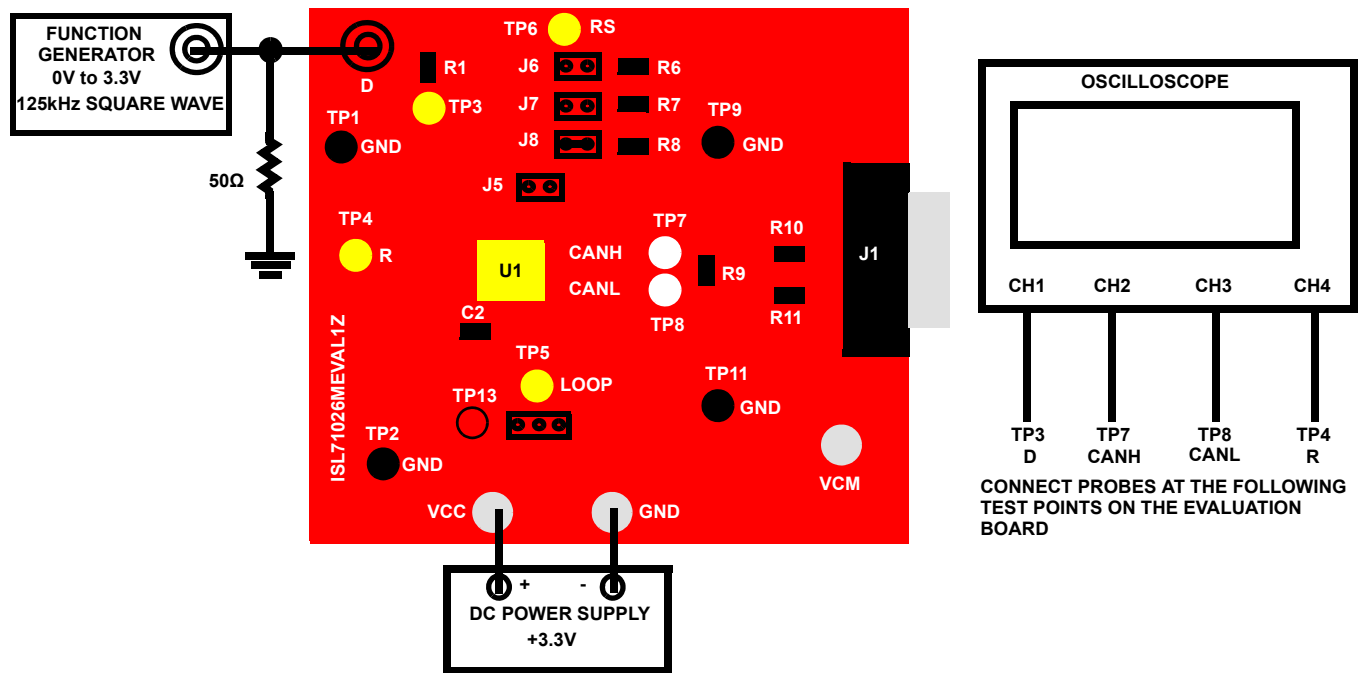 FUNCTION
GENERATOR
0V to 3.3V
125kHz SQUARE WAVE
50Ω
D
TP6
RS
R1
TP3
J6
R6
J7
R7
J8
R8
TP1
GND
TP9
GND
J5
TP4
R
U1
CANH
CANL
TP7
TP8
R9
R10
R11
J1
C2
TP5
LOOP
TP13
TP11
GND
TP2
GND
ISL71026MEVAL1Z
VCM
VCC
GND
+ -
DC POWER SUPPLY
+3.3V
OSCILLOSCOPE
CH1 CH2 CH3 CH4
TP3 TP7 TP8 TP4
D CANH CANL R
CONNECT PROBES AT THE FOLLOWING
TEST POINTS ON THE EVALUATION
BOARD